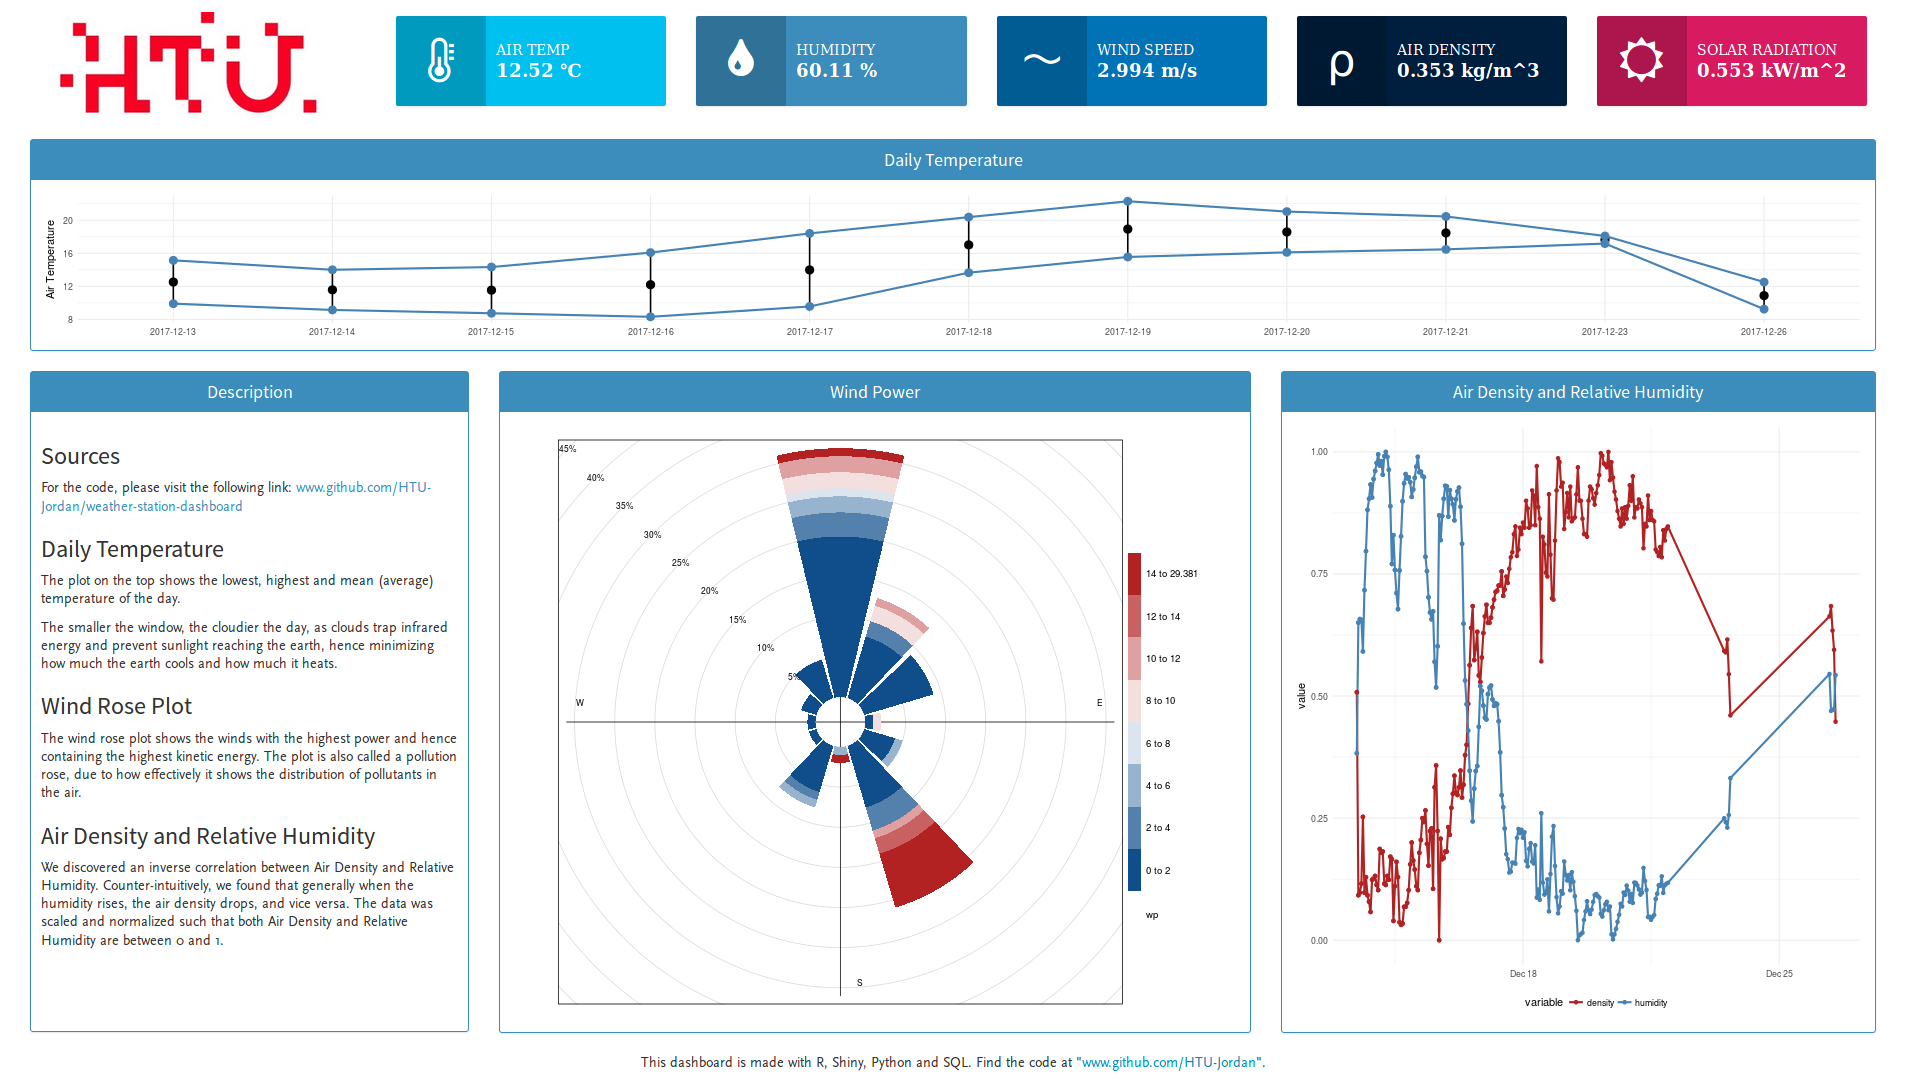 HTU.
AIR TEMP
12.52 °C
HUMIDITY
60.11 %
WIND SPEED
2.994 m/s
ρ
AIR DENSITY
0.353 kg/m^3
SOLAR RADIATION
0.553 kW/m^2
Daily Temperature
Air Temperature
20
16
12
8
2017-12-13
2017-12-14
2017-12-15
2017-12-16
2017-12-17
2017-12-18
2017-12-19
2017-12-20
2017-12-21
2017-12-23
2017-12-26
Description
Sources
For the code, please visit the following link: www.github.com/HTU-
Jordan/weather-station-dashboard
Daily Temperature
The plot on the top shows the lowest, highest and mean (average)
temperature of the day.
The smaller the window, the cloudier the day, as clouds trap infrared
energy and prevent sunlight reaching the earth, hence minimizing
how much the earth cools and how much it heats.
Wind Rose Plot
The wind rose plot shows the winds with the highest power and hence
containing the highest kinetic energy. The plot is also called a pollution
rose, due to how effectively it shows the distribution of pollutants in
the air.
Air Density and Relative Humidity
We discovered an inverse correlation between Air Density and Relative
Humidity. Counter-intuitively, we found that generally when the
humidity rises, the air density drops, and vice versa. The data was
scaled and normalized such that both Air Density and Relative
Humidity are between 0 and 1.
Wind Power
45%
40%
35%
30%
25%
20%
15%
10%
5%
W
E
S
14 to 29.381
12 to 14
10 to 12
8 to 10
6 to 8
4 to 6
2 to 4
0 to 2
wp
Air Density and Relative Humidity
value
1.00
0.75
0.50
0.25
0.00
Dec 18
Dec 25
variable density humidity
This dashboard is made with R, Shiny, Python and SQL. Find the code at "www.github.com/HTU-Jordan".